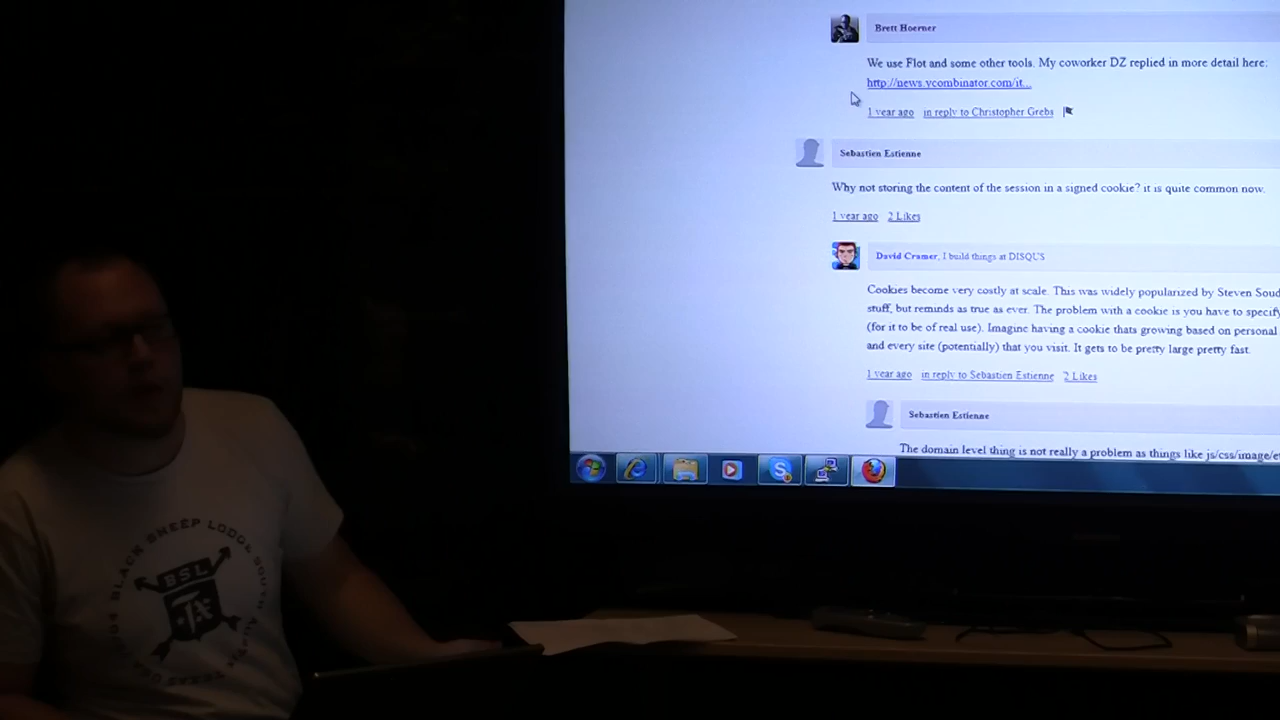 Brett Hoerner
We use Flot and some other tools. My coworker DZ replied in more detail here:
http://news.ycombinator.com/it...
1 year ago in reply to Christopher Grebs
Sebastien Estienne
Why not storing the content of the session in a signed cookie? it is quite common now.
1 year ago 2 Likes
David Cramer, I build things at DISQUS
Cookies become very costly at scale. This was widely popularized by Steven Soud
stuff, but reminds as true as ever. The problem with a cookie is you have to specify
(for it to be of real use). Imagine having a cookie thats growing based on personal
and every site (potentially) that you visit. It gets to be pretty large pretty fast.
1 year ago in reply to Sebastien Estienne 2 Likes
Sebastien Estienne
The domain level thing is not really a problem as things like js/css/image/e
BLACK SHEEP LODGE SOUTH
BSL
TX